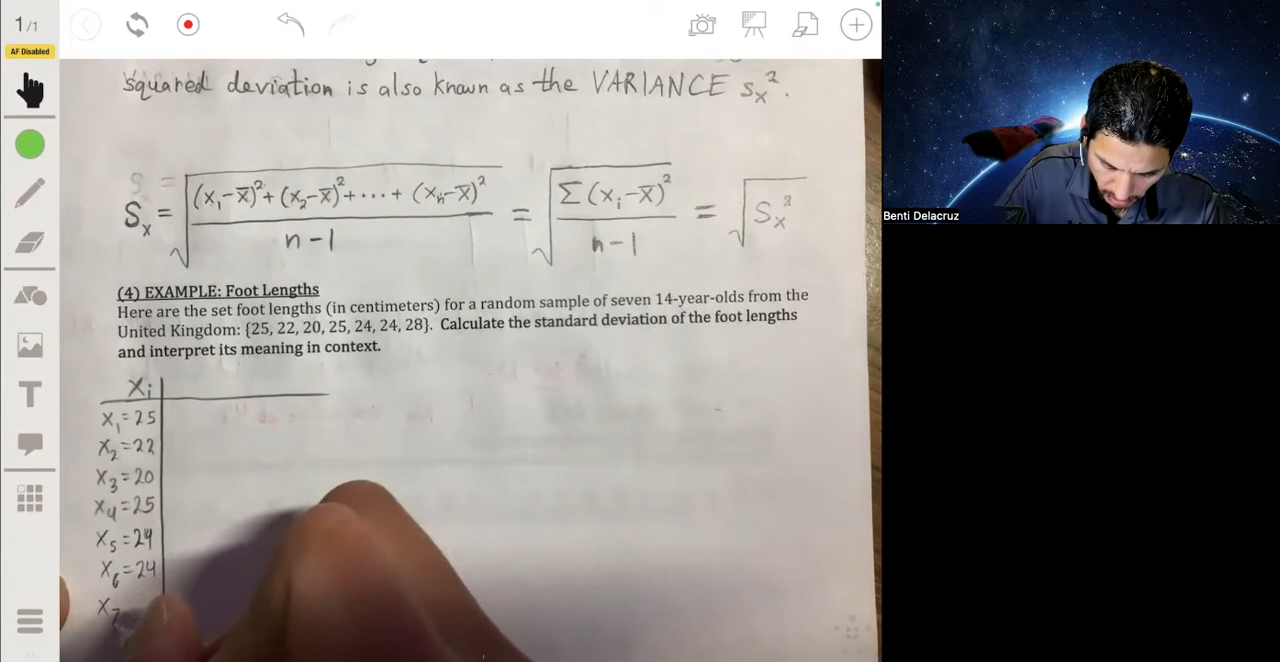 1/1
AF Disabled
squared deviation is also known as the VARIANCE sₓ².
Sₓ = √((x₁-x̅)²+(x₂-x̅)²+...+(xₙ-x̅)²/n-1) = √(Σ(xᵢ-x̅)²/n-1) = √Sₓ²
(4) EXAMPLE: Foot Lengths
Here are the set foot lengths (in centimeters) for a random sample of seven 14-year-olds from the
United Kingdom: {25, 22, 20, 25, 24, 24, 28}. Calculate the standard deviation of the foot lengths
and interpret its meaning in context.
Xᵢ
X₁=25
X₂=22
X₃=20
X₄=25
X₅=24
X₆=24
X₇
Benti Delacruz